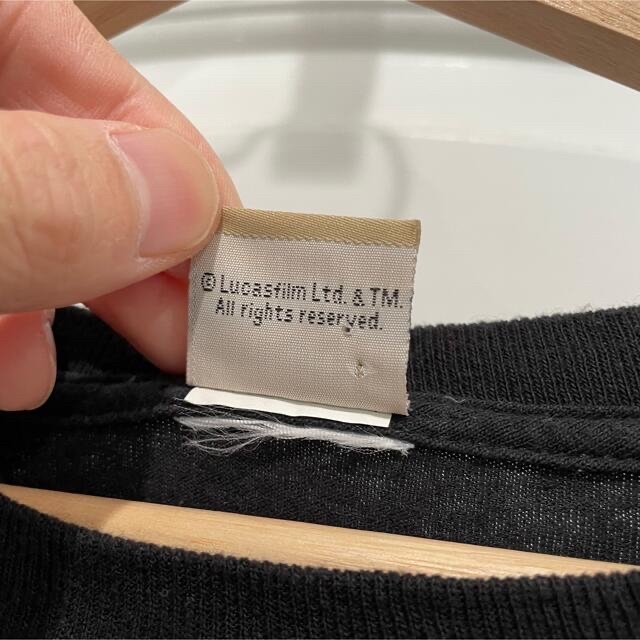 © Lucasfilm Ltd. & TM.
All rights reserved.